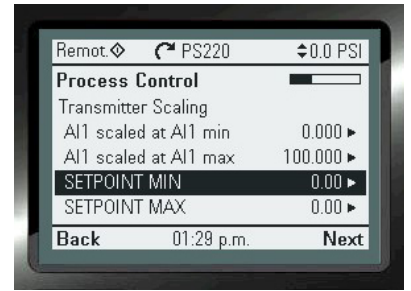 Remot. PS220 0.0 PSI
Process Control
Transmitter Scaling
AI1 scaled at AI1 min 0.000
AI1 scaled at AI1 max 100.000
SETPOINT MIN 0.00
SETPOINT MAX 0.00
Back 01:29 p.m. Next